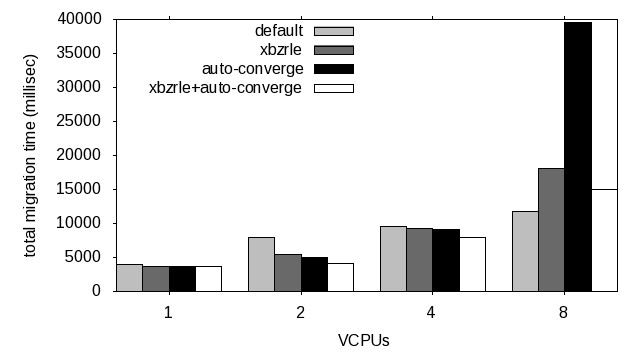 40000
35000
30000
25000
20000
15000
10000
5000
0
total migration time (millisec)
default
xbzrle
auto-converge
xbzrle+auto-converge
1 2 4 8
VCPUs